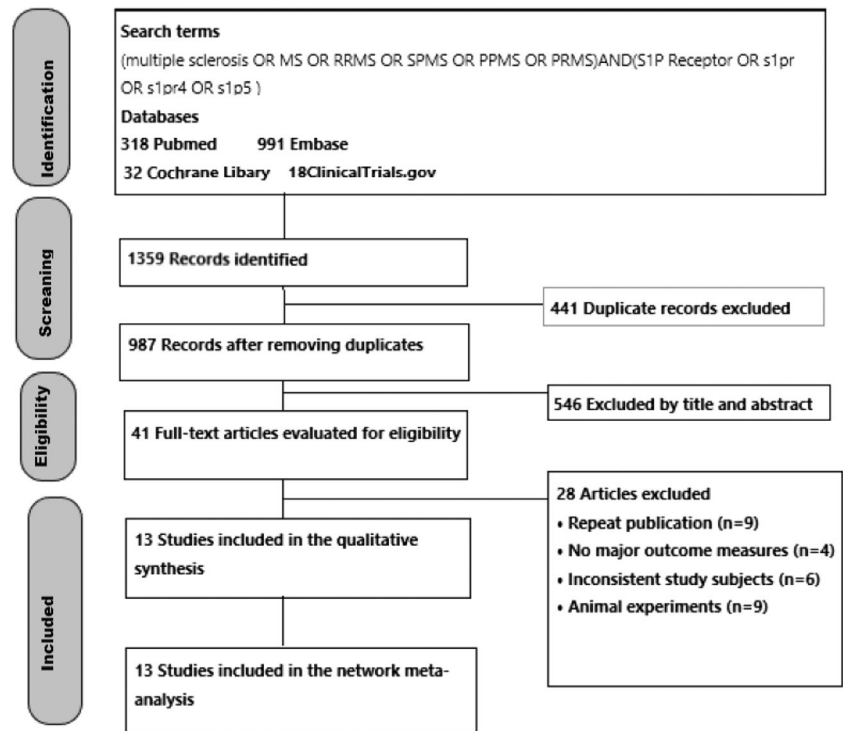 Identification
Search terms
(multiple sclerosis OR MS OR RRMS OR SPMS OR PPMS OR PRMS)AND(S1P Receptor OR s1pr
OR s1pr4 OR s1p5 )
Databases
318 Pubmed 991 Embase
32 Cochrane Libary 18ClinicalTrials.gov
Screaning
1359 Records identified
441 Duplicate records excluded
987 Records after removing duplicates
546 Excluded by title and abstract
Eligibility
41 Full-text articles evaluated for eligibility
28 Articles excluded
• Repeat publication (n=9)
• No major outcome measures (n=4)
• Inconsistent study subjects (n=6)
• Animal experiments (n=9)
Included
13 Studies included in the qualitative
synthesis
13 Studies included in the network meta-
analysis